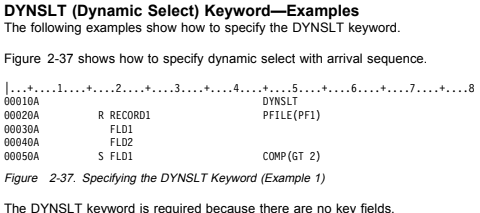 DYNSLT (Dynamic Select) Keyword—Examples
The following examples show how to specify the DYNSLT keyword.
Figure 2-37 shows how to specify dynamic select with arrival sequence.
|...+....1....+....2....+....3....+....4....+....5....+....6....+....7....+....8
00010A                                      DYNSLT
00020A          R RECORD1                   PFILE(PF1)
00030A            FLD1
00040A            FLD2
00050A          S FLD1                      COMP(GT 2)
Figure 2-37. Specifying the DYNSLT Keyword (Example 1)
The DYNSLT keyword is required because there are no key fields.